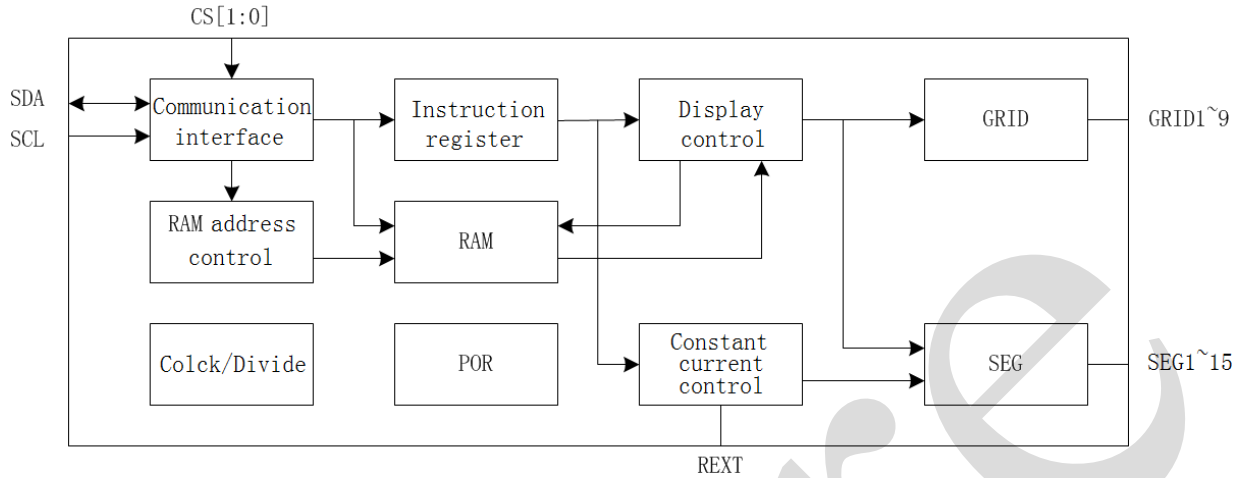 CS[1:0]
SDA
SCL
Communication
interface
Instruction
register
Display
control
GRID
GRID1~9
RAM address
control
RAM
Colck/Divide
POR
Constant
current
control
SEG
SEG1~15
REXT